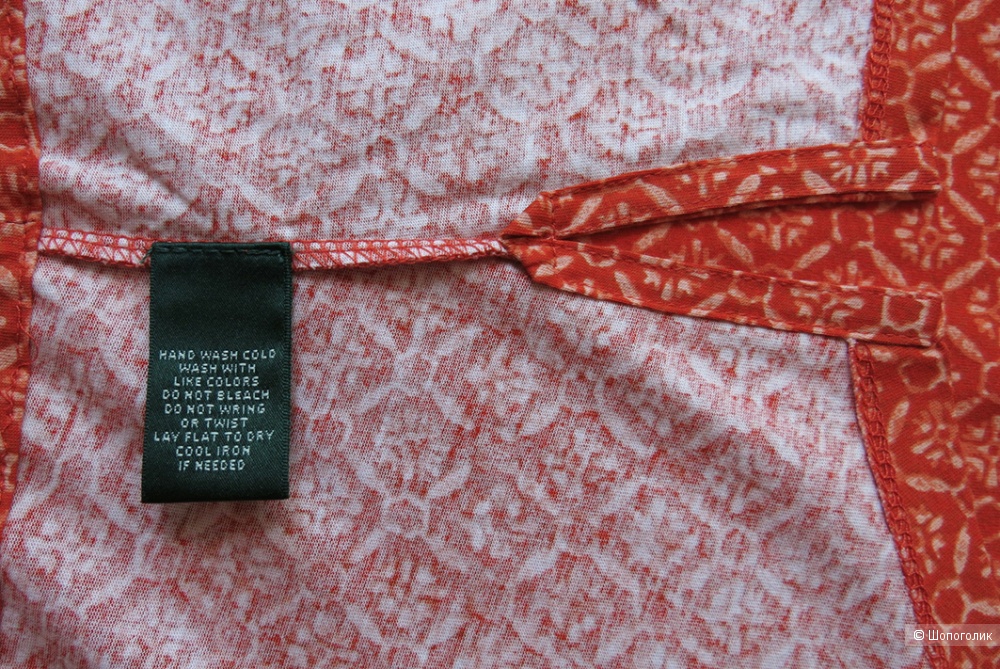 HAND WASH COLD
WASH WITH
LIKE COLORS
DO NOT BLEACH
DO NOT WRING
OR TWIST
LAY FLAT TO DRY
COOL IRON
IF NEEDED
© Шопоголик